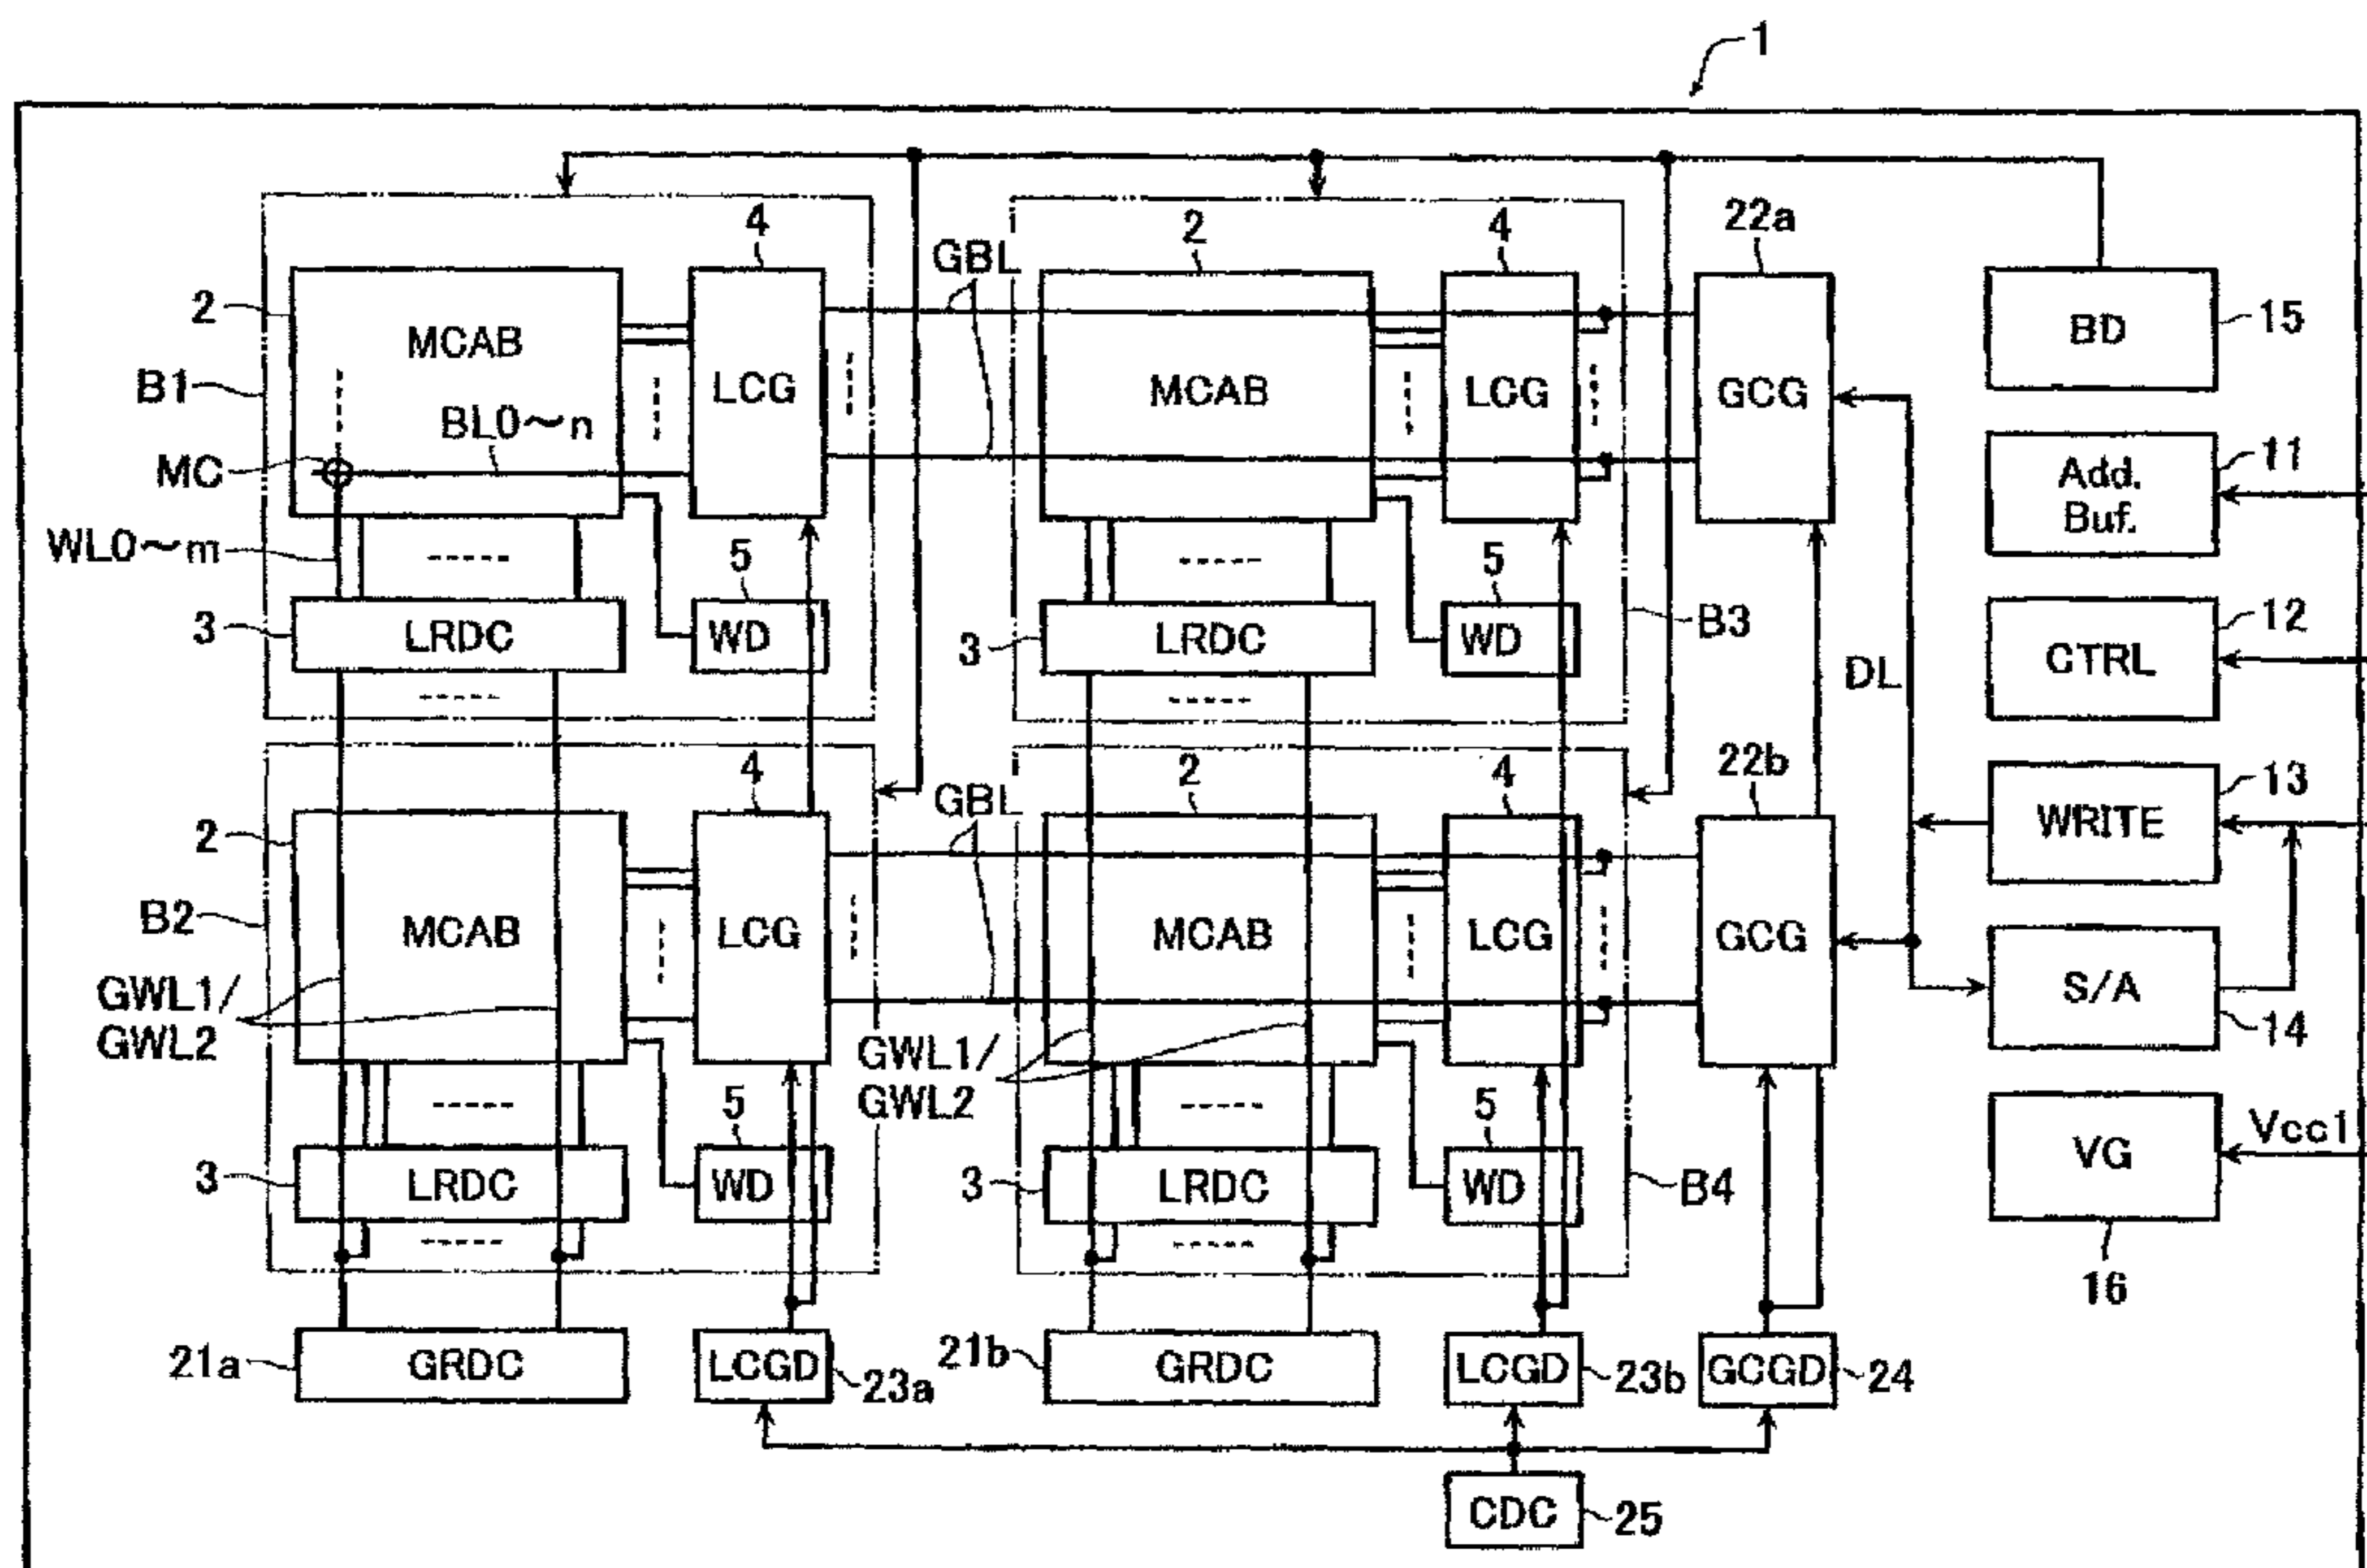 1
4
2
4
22a
GBL
2
MCAB
LCG
MCAB
LCG
GCG
BD
15
B1
BL0～n
MC
Add.
Buf.
11
WL0～m
5
5
3
LRDC
WD
3
LRDC
WD
B3
DL
CTRL
12
4
2
4
22b
GBL
2
WRITE
13
B2
MCAB
LCG
MCAB
LCG
GCG
S/A
14
GWL1/
GWL2
GWL1/
GWL2
5
5
VG
Vcc1
16
3
LRDC
WD
3
LRDC
WD
B4
21a
GRDC
LCGD
23a
21b
GRDC
LCGD
23b
GCGD
24
CDC
25